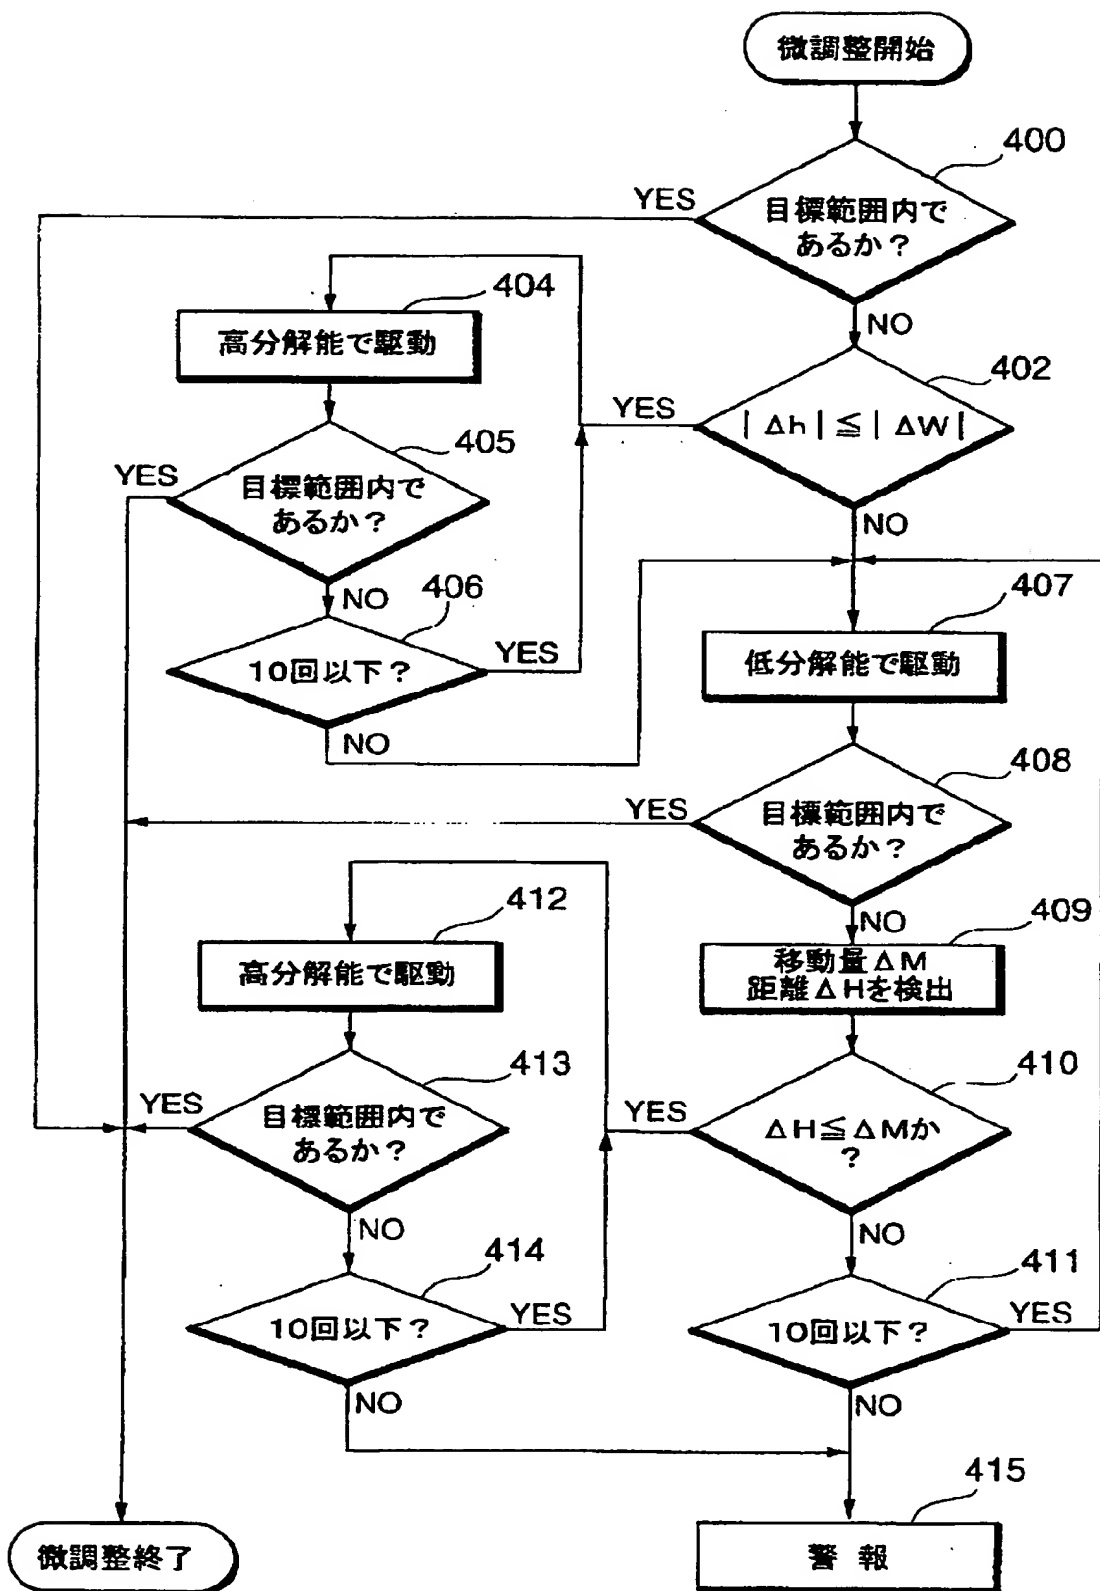 微調整開始
400
YES
目標範囲内で
あるか?
NO
404
高分解能で駆動
402
YES
| Δh | ≦ | ΔW |
NO
405
YES
目標範囲内で
あるか?
NO
406
10回以下?
YES
NO
407
低分解能で駆動
408
YES
目標範囲内で
あるか?
NO
409
移動量ΔM
距離ΔHを検出
412
高分解能で駆動
410
YES
ΔH≦ΔMか
?
NO
413
YES
目標範囲内で
あるか?
NO
414
10回以下?
YES
NO
411
10回以下?
YES
NO
415
警 報
微調整終了